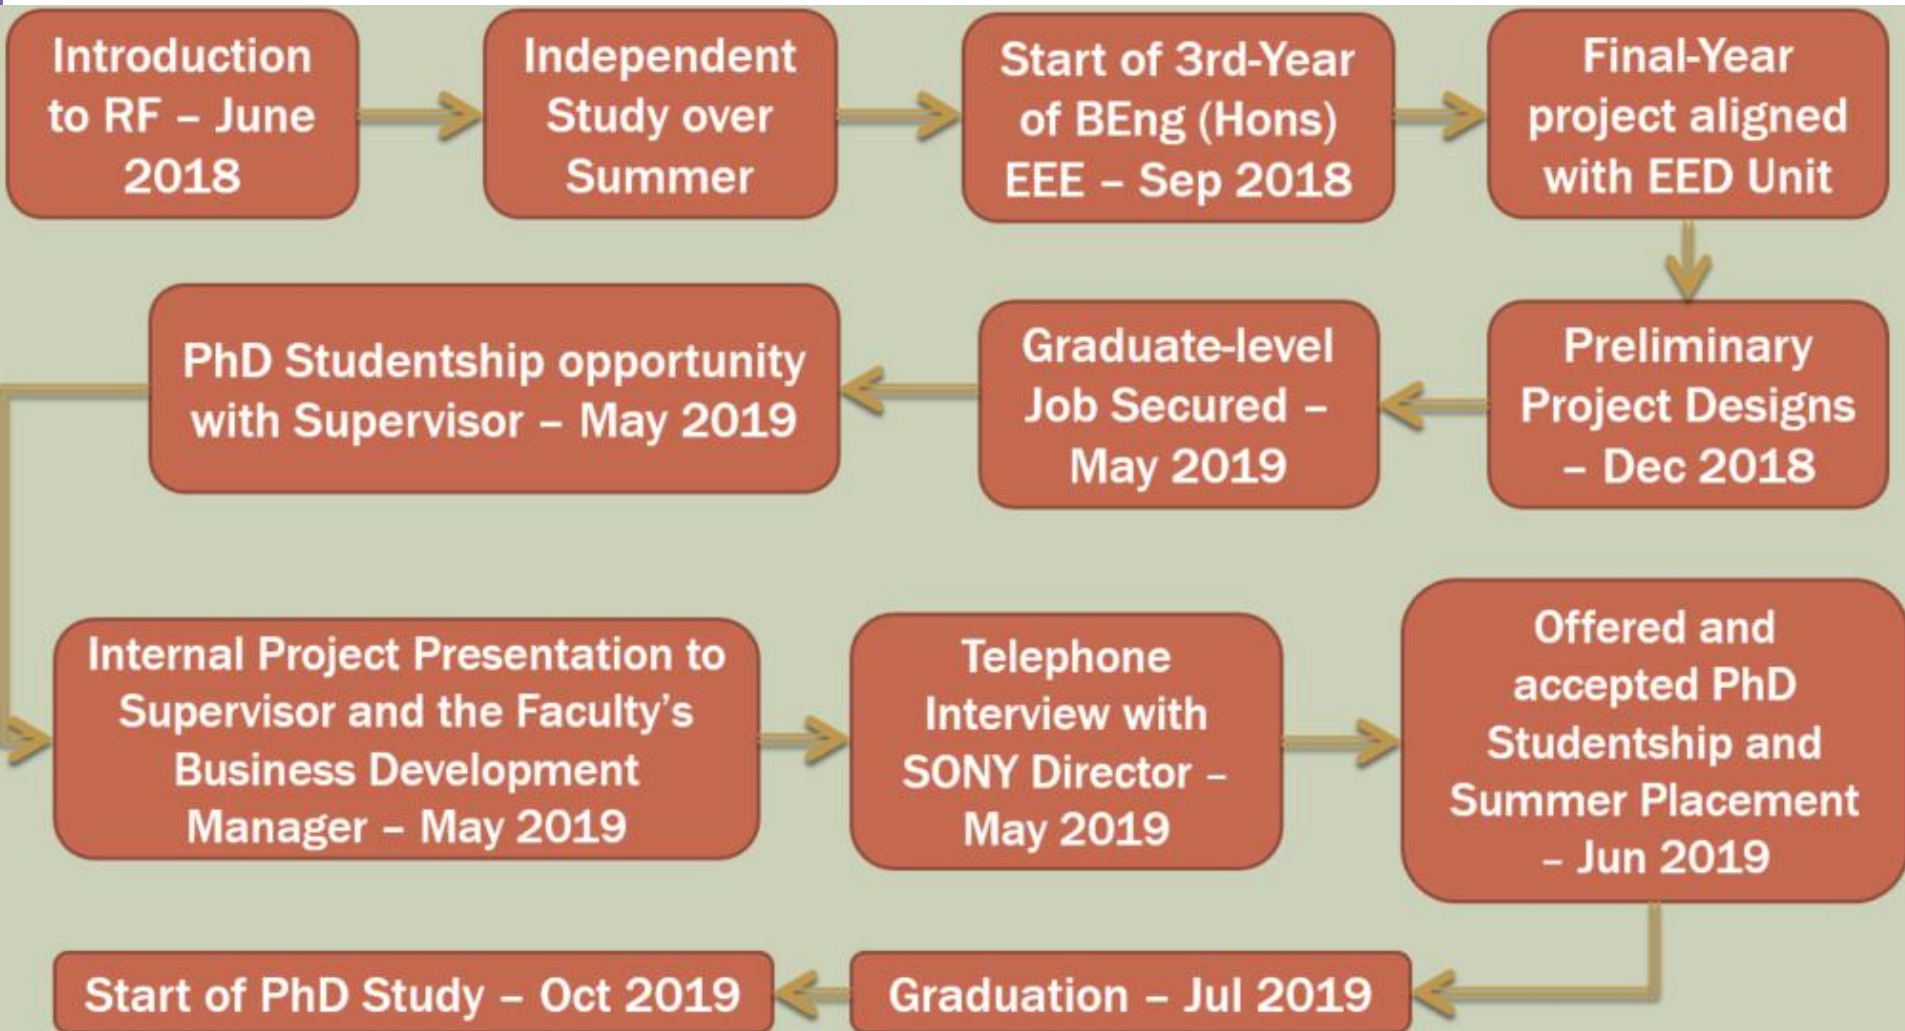 Introduction
to RF – June
2018
Independent
Study over
Summer
Start of 3rd-Year
of BEng (Hons)
EEE – Sep 2018
Final-Year
project aligned
with EED Unit
Preliminary
Project Designs
– Dec 2018
Graduate-level
Job Secured –
May 2019
PhD Studentship opportunity
with Supervisor – May 2019
Internal Project Presentation to
Supervisor and the Faculty’s
Business Development
Manager – May 2019
Telephone
Interview with
SONY Director –
May 2019
Offered and
accepted PhD
Studentship and
Summer Placement
– Jun 2019
Graduation – Jul 2019
Start of PhD Study – Oct 2019